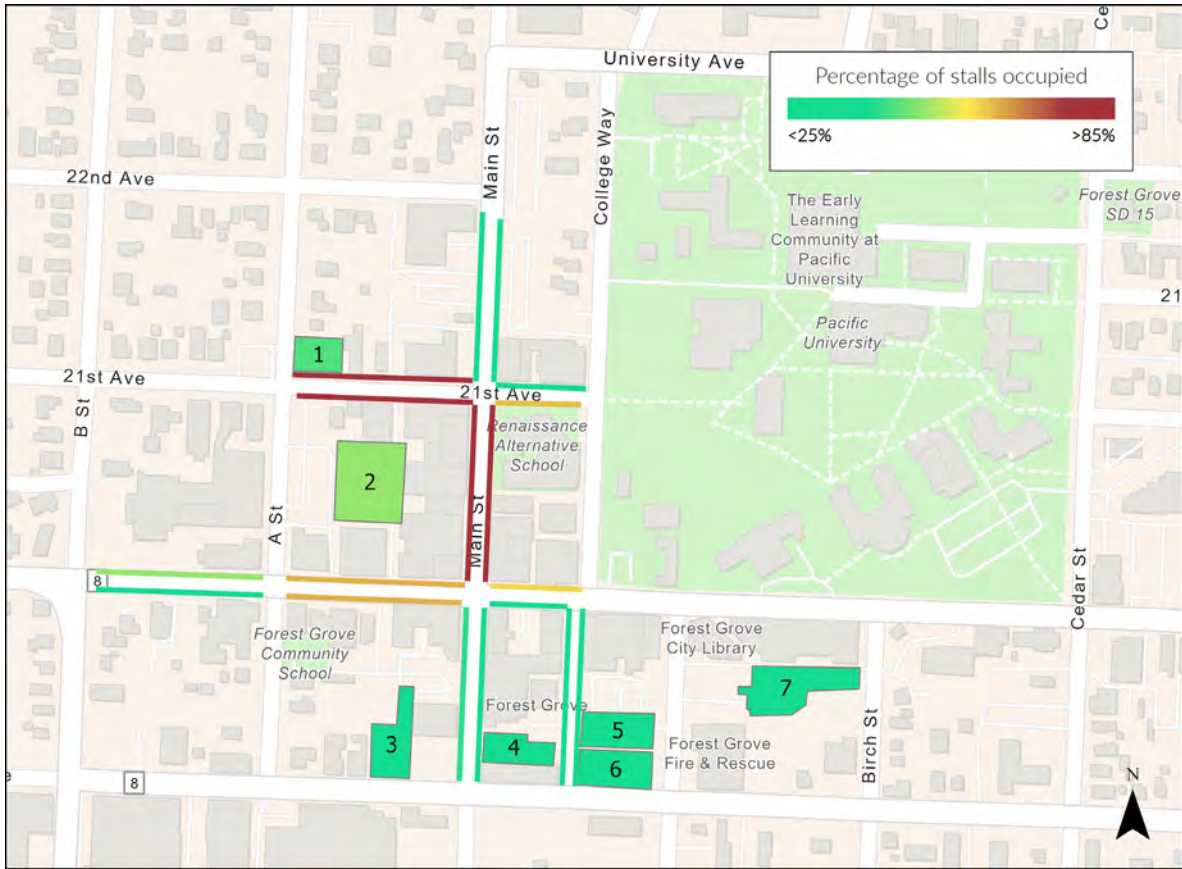 University Ave
Ce
Percentage of stalls occupied
<25%
>85%
Main St
College Way
22nd Ave
The Early
Learning
Community at
Pacific
University
Forest Grove
SD 15
21
Pacific
University
1
21st Ave
21st Ave
B St
Renaissance
Alternative
School
2
A St
Main St
8
Cedar St
Forest Grove
Community
School
Forest Grove
City Library
7
Forest Grove
5
3
4
6
Forest Grove
Fire & Rescue
Birch St
e
8
N